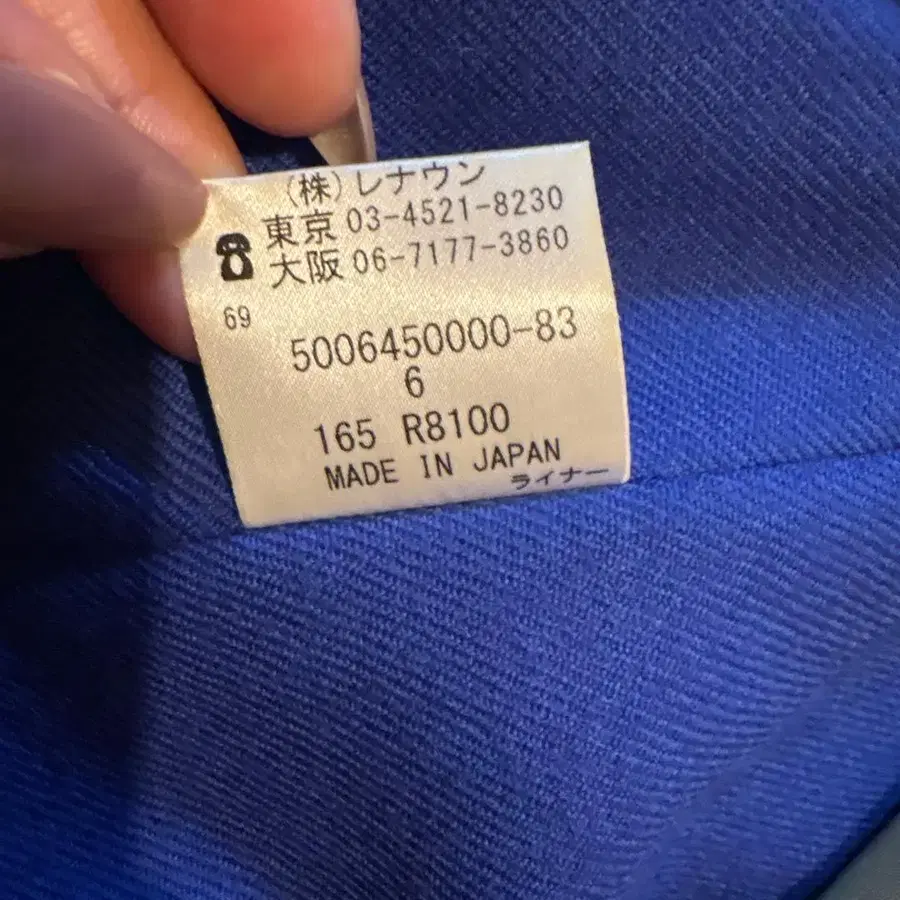 (株)レナウン
東京 03-4521-8230
大阪 06-7177-3860
69
5006450000-83
6
165 R8100
MADE IN JAPAN
ライナー